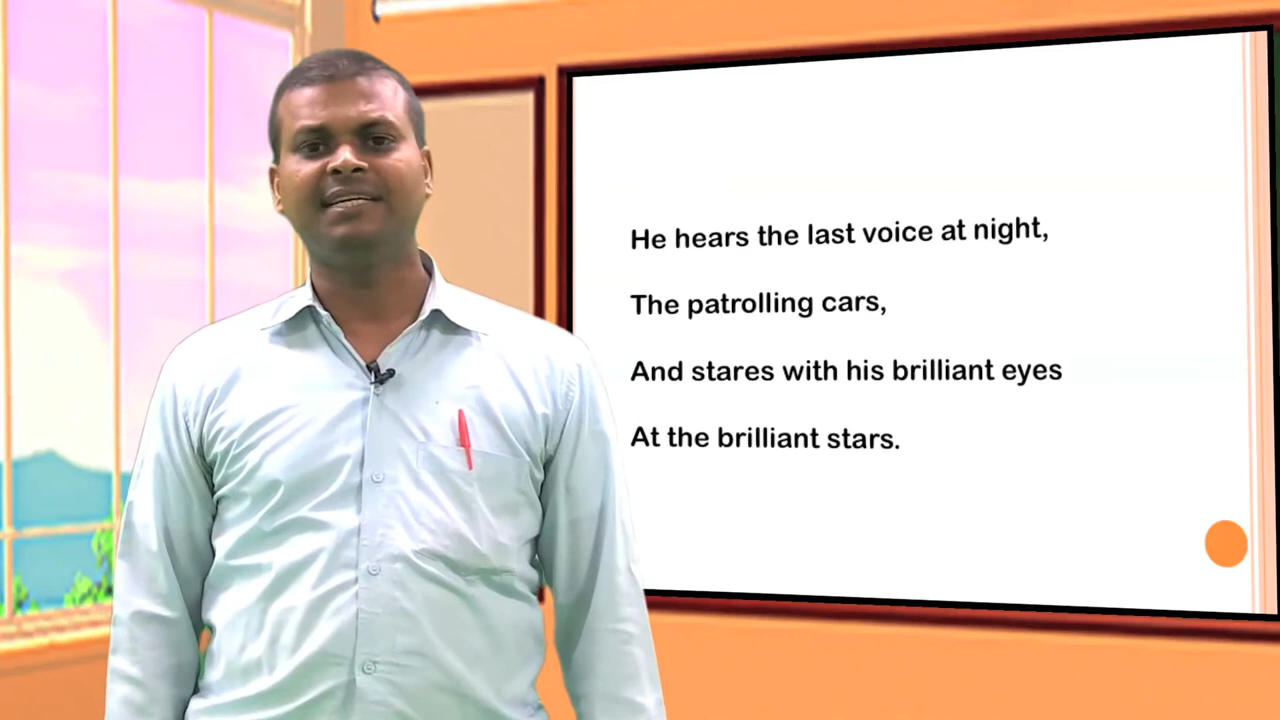 He hears the last voice at night,
The patrolling cars,
And stares with his brilliant eyes
At the brilliant stars.